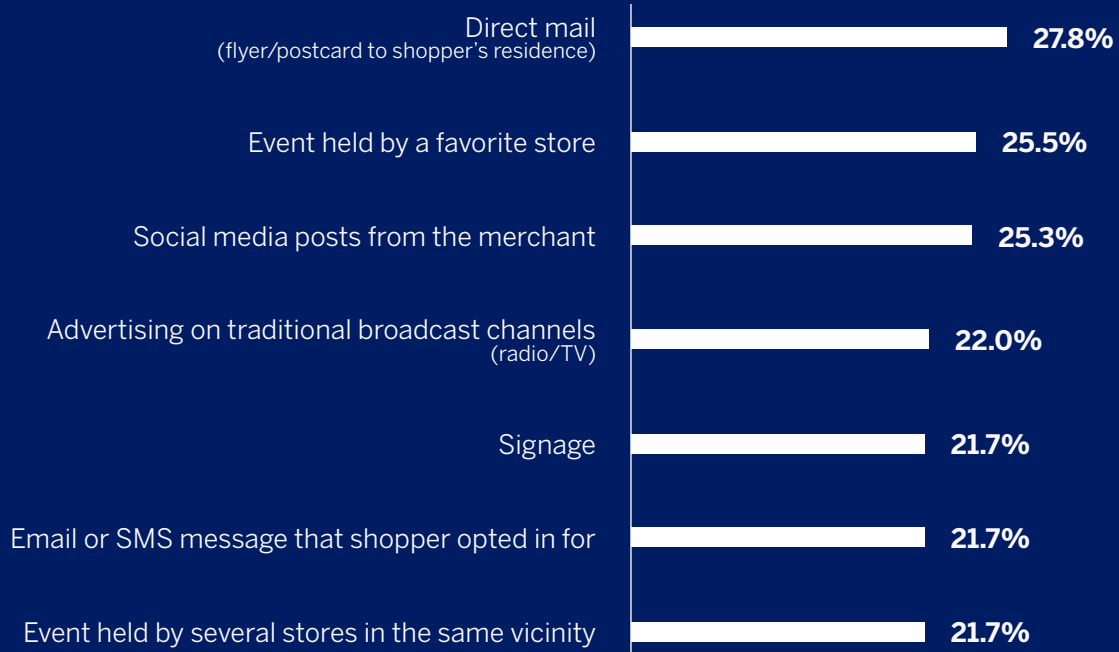 Direct mail
(flyer/postcard to shopper's residence)
27.8%
Event held by a favorite store
25.5%
Social media posts from the merchant
25.3%
Advertising on traditional broadcast channels
(radio/TV)
22.0%
Signage
21.7%
Email or SMS message that shopper opted in for
21.7%
Event held by several stores in the same vicinity
21.7%